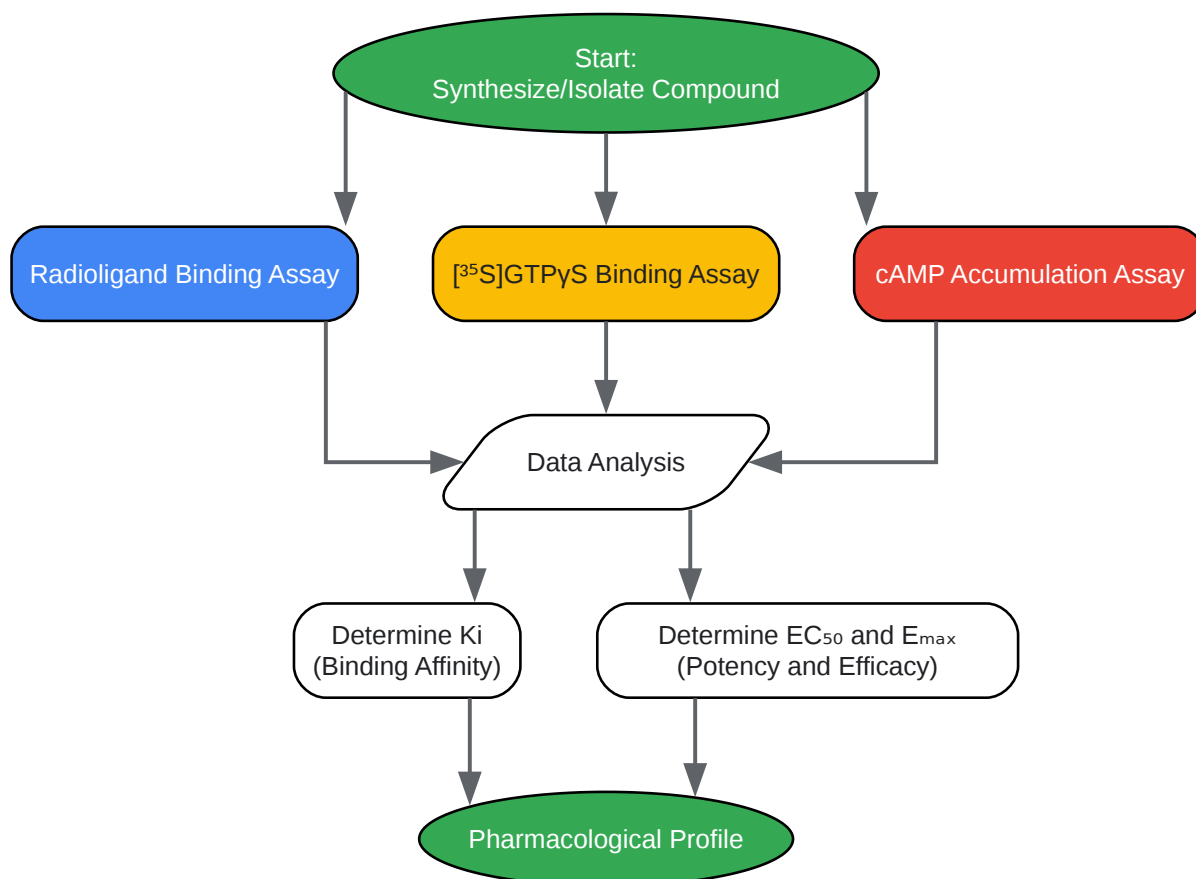 Start:
Synthesize/Isolate Compound
Radioligand Binding Assay
[³⁵S]GTPγS Binding Assay
cAMP Accumulation Assay
Data Analysis
Determine Ki
(Binding Affinity)
Determine EC₅₀ and Eₘₐₓ
(Potency and Efficacy)
Pharmacological Profile